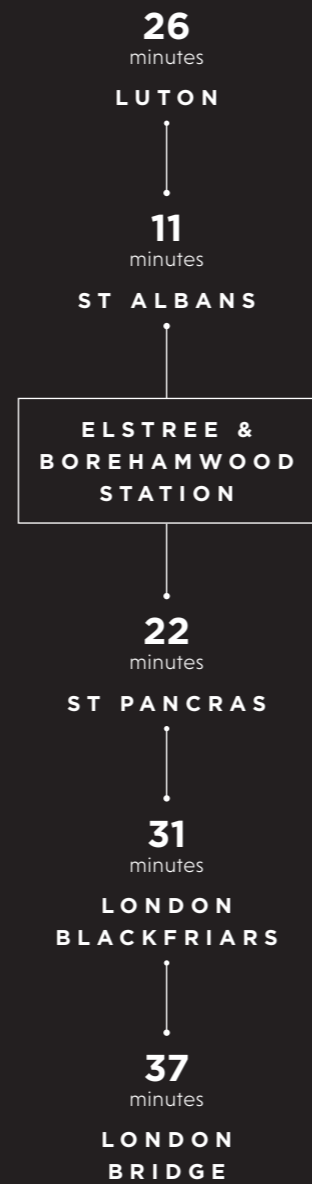 26
minutes
LUTON
11
minutes
ST ALBANS
ELSTREE &
BOREHAMWOOD
STATION
22
minutes
ST PANCRAS
31
minutes
LONDON
BLACKFRIARS
37
minutes
LONDON
BRIDGE